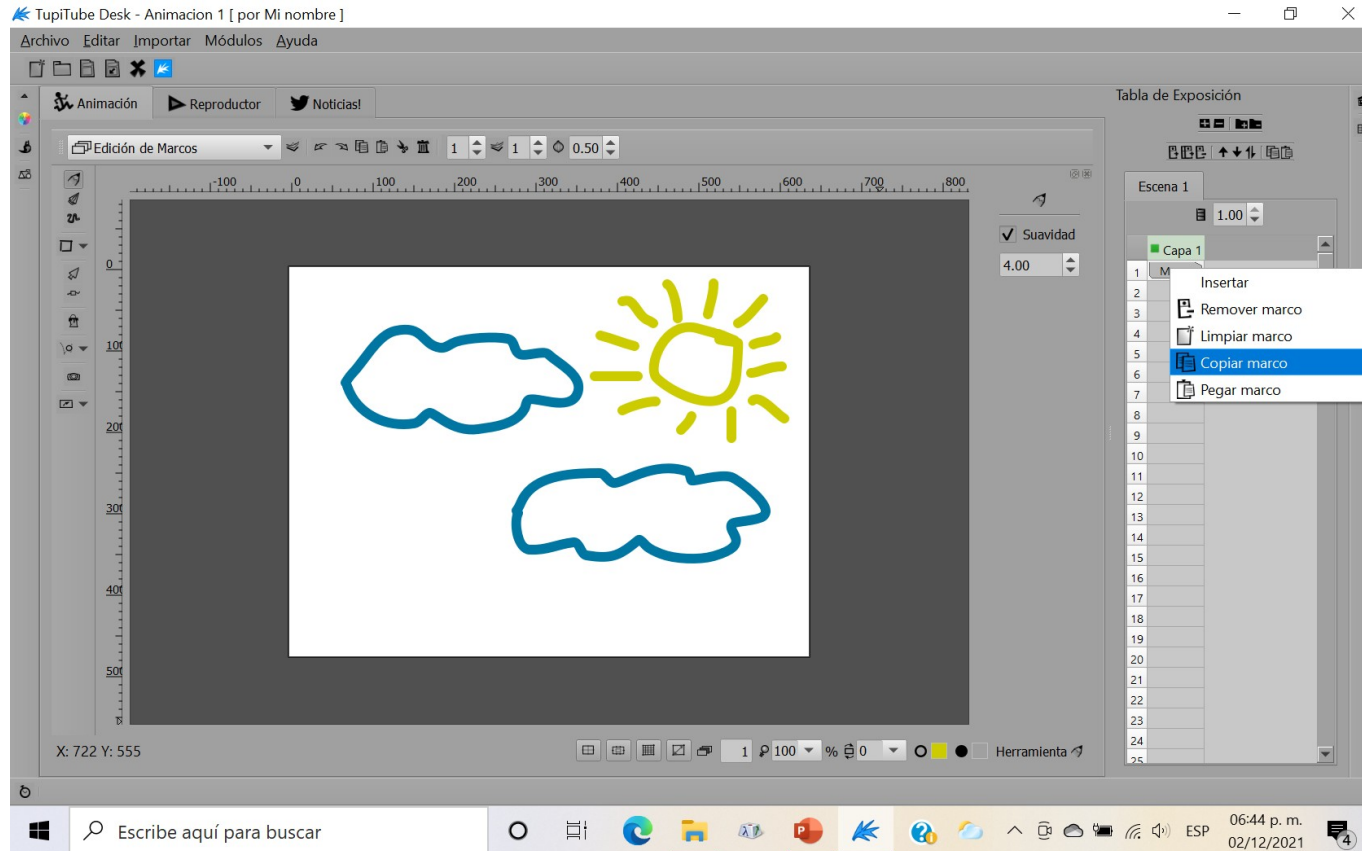 TupiTube Desk - Animacion 1 [ por Mi nombre ]
Archivo Editar Importar Módulos Ayuda
Animación Reproductor Noticias!
Tabla de Exposición
Edición de Marcos 1 1 0.50
-100 0 100 200 300 400 500 600 700 800
Escena 1
1.00
Suavidad
4.00
Capa 1
0
100
200
300
400
500
1 M
2
3
4
5
6
7
8
9
10
11
12
13
14
15
16
17
18
19
20
21
22
23
24
25
Insertar
Remover marco
Limpiar marco
Copiar marco
Pegar marco
X: 722 Y: 555
1 100 % 0 Herramienta
Escribe aquí para buscar
ESP
06:44 p. m.
02/12/2021
4